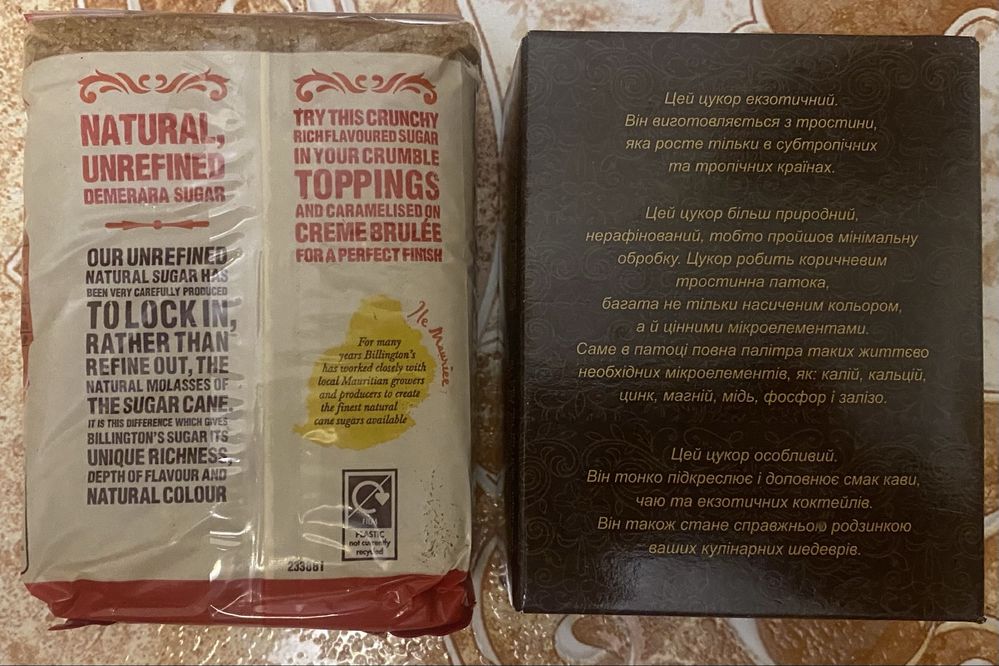 NATURAL,
UNREFINED
DEMERARA SUGAR
OUR UNREFINED
NATURAL SUGAR HAS
BEEN VERY CAREFULLY PRODUCED
TO LOCK IN,
RATHER THAN
REFINE OUT, THE
NATURAL MOLASSES OF
THE SUGAR CANE.
IT IS THIS DIFFERENCE WHICH GIVES
BILLINGTON'S SUGAR ITS
UNIQUE RICHNESS,
DEPTH OF FLAVOUR AND
NATURAL COLOUR
TRY THIS CRUNCHY
RICH FLAVOURED SUGAR
IN YOUR CRUMBLE
TOPPINGS
AND CARAMELISED ON
CREME BRULÉE
FOR A PERFECT FINISH
Ile Maurice
For many
years Billington's
has worked closely with
local Mauritian growers
and producers to create
the finest natural
cane sugars available
FILM
PLASTIC
not currently
recycled
Цей цукор екзотичний.
Він виготовляється з тростини,
яка росте тільки в субтропічних
та тропічних країнах.
Цей цукор більш природний,
нерафінований, тобто пройшов мінімальну
обробку. Цукор робить коричневим
тростинна патока,
багата не тільки насиченим кольором,
а й цінними мікроелементами.
Саме в патоці повна палітра таких життєво
необхідних мікроелементів, як: калій, кальцій,
цинк, магній, мідь, фосфор і залізо.
Цей цукор особливий.
Він тонко підкреслює і доповнює смак кави,
чаю та екзотичних коктейлів.
Він також стане справжньою родзинкою
ваших кулінарних шедеврів.